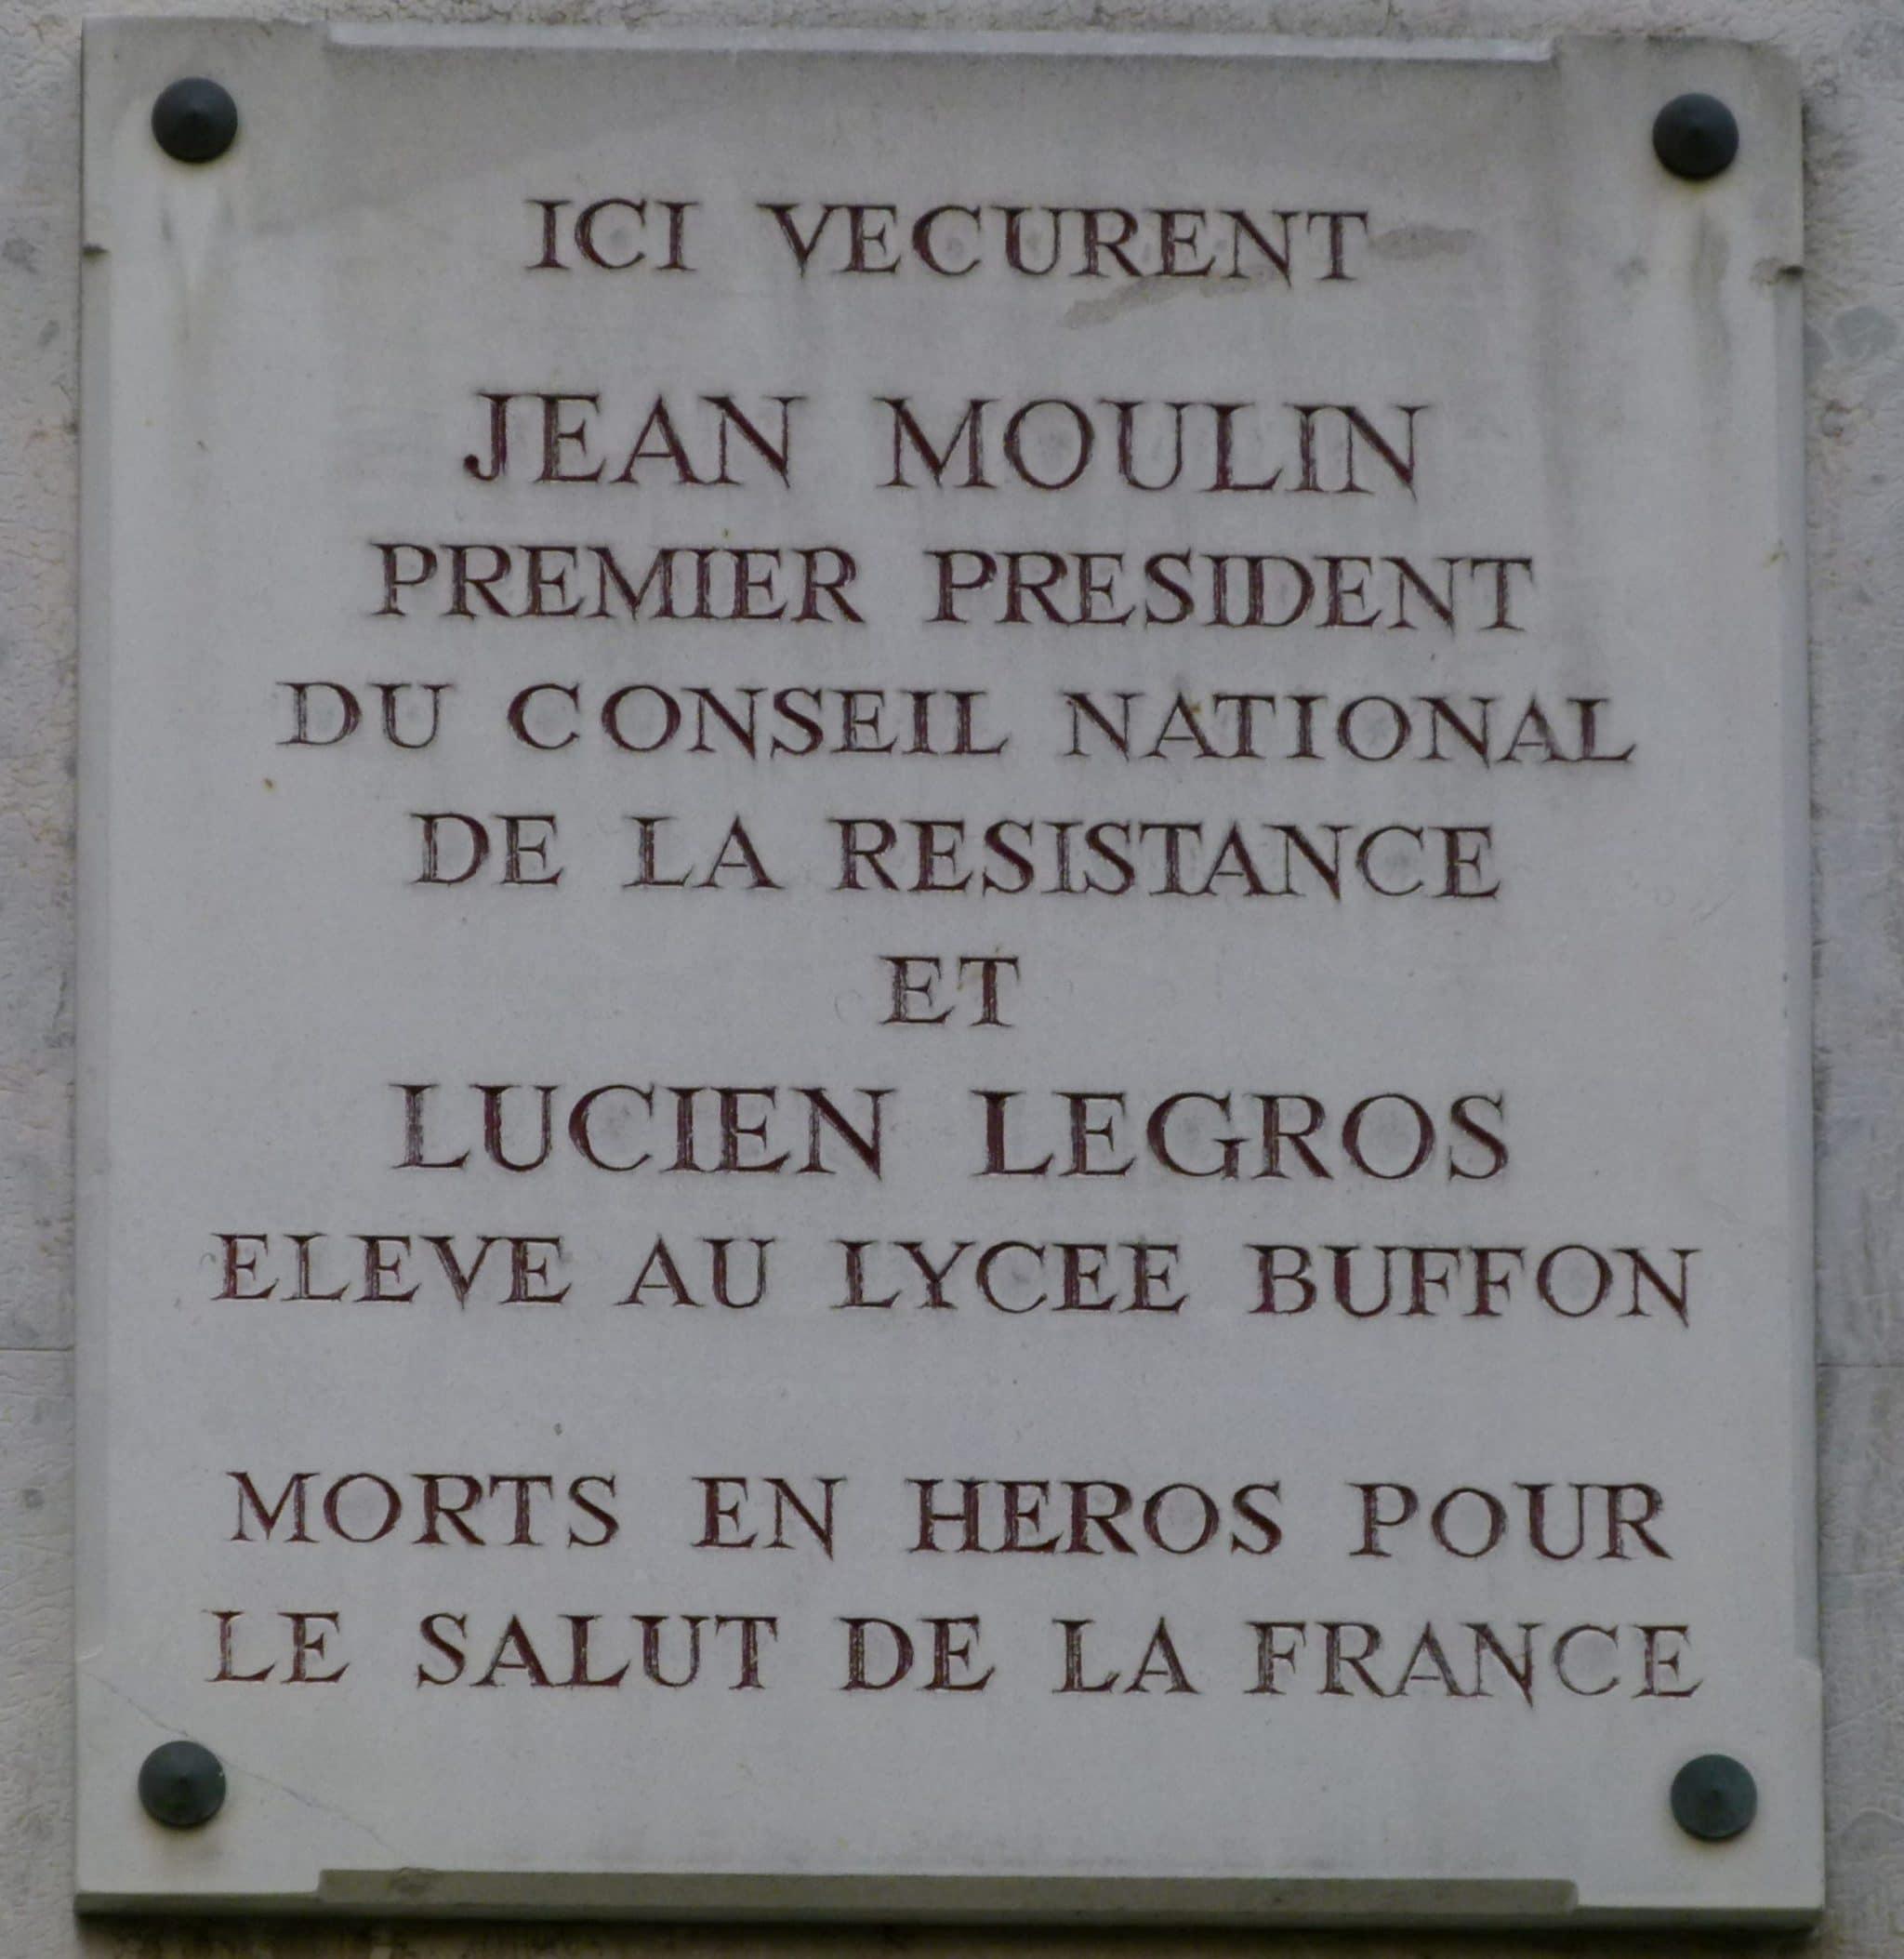 ICI VECURENT
JEAN MOULIN
PREMIER PRESIDENT
DU CONSEIL NATIONAL
DE LA RESISTANCE
ET
LUCIEN LEGROS
ELEVE AU LYCEE BUFFON
MORTS EN HEROS POUR
LE SALUT DE LA FRANCE